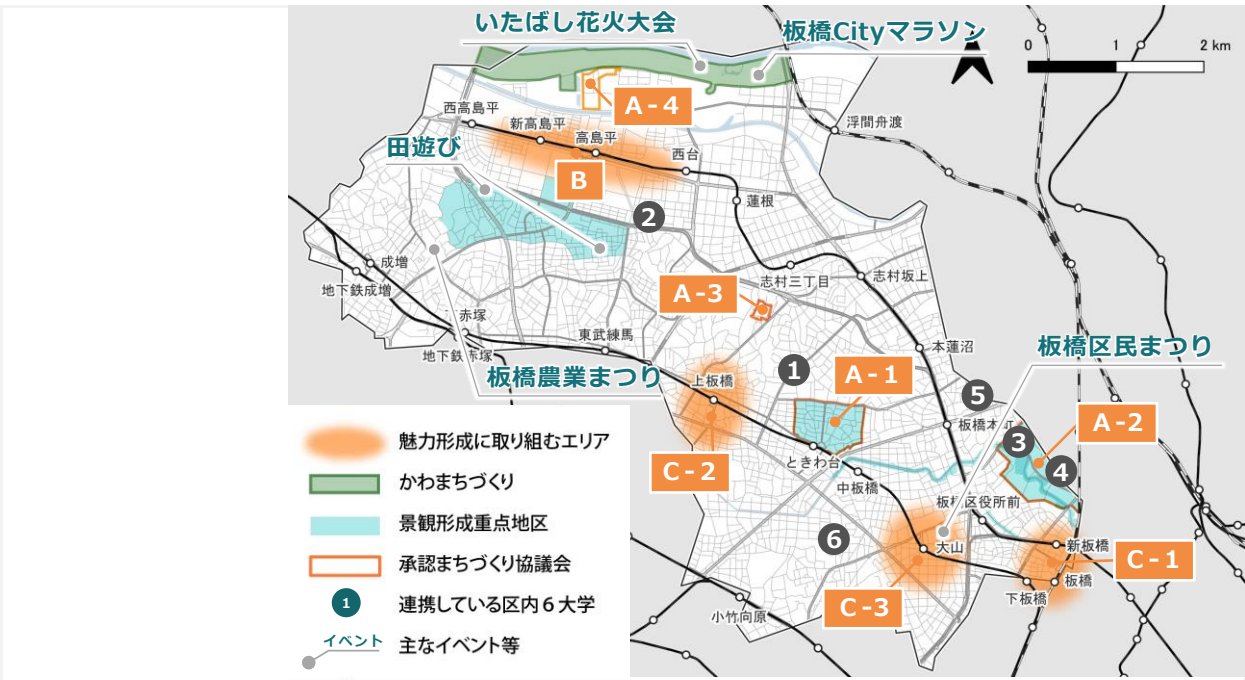 いたばし花火大会
板橋Cityマラソン
0 1 2 km
A-4
西高島平
新高島平
高島平
浮間舟渡
田遊び
西台
B
蓮根
2
成増
志村三丁目
志村坂上
地下鉄成増
A-3
赤塚
東武練馬
本蓮沼
地下鉄赤塚
板橋区民まつり
板橋農業まつり
上板橋
1
A-1
5
A-2
板橋本町
3
ときわ台
4
C-2
中板橋
板橋区役所前
6
大山
新板橋
C-1
板橋
下板橋
C-3
小竹向原
魅力形成に取り組むエリア
かわまちづくり
景観形成重点地区
承認まちづくり協議会
1 連携している区内6大学
イベント 主なイベント等